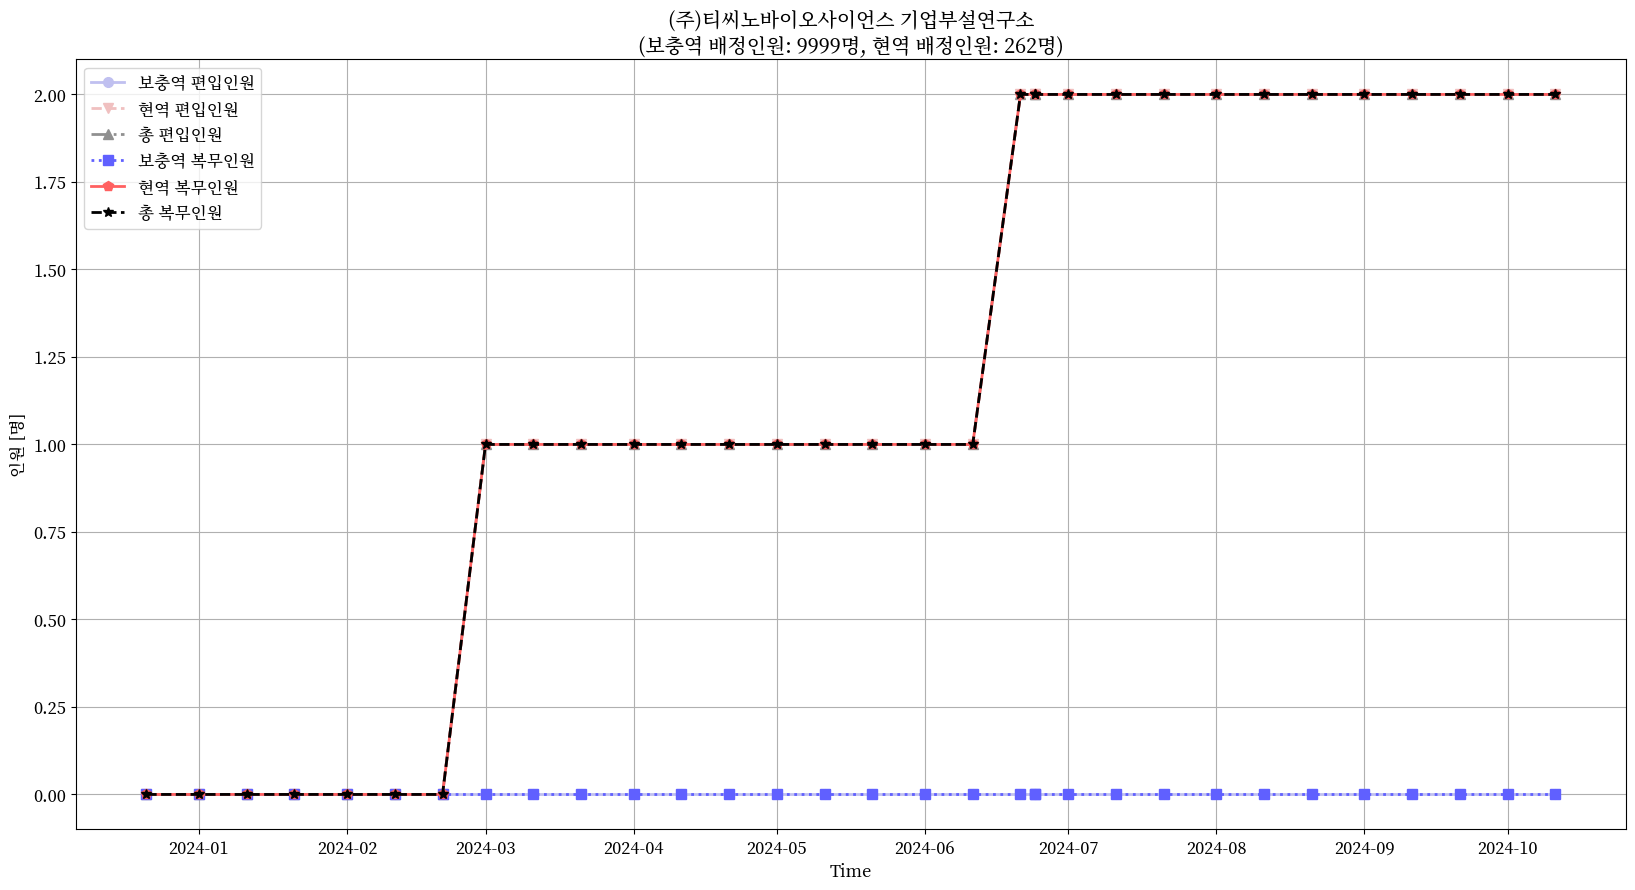 (주)티씨노바이오사이언스 기업부설연구소
(보충역 배정인원: 9999명, 현역 배정인원: 262명)
보충역 편입인원
현역 편입인원
총 편입인원
보충역 복무인원
현역 복무인원
총 복무인원
2.00
1.75
1.50
1.25
1.00
0.75
0.50
0.25
0.00
인원 [명]
2024-01 2024-02 2024-03 2024-04 2024-05 2024-06 2024-07 2024-08 2024-09 2024-10
Time